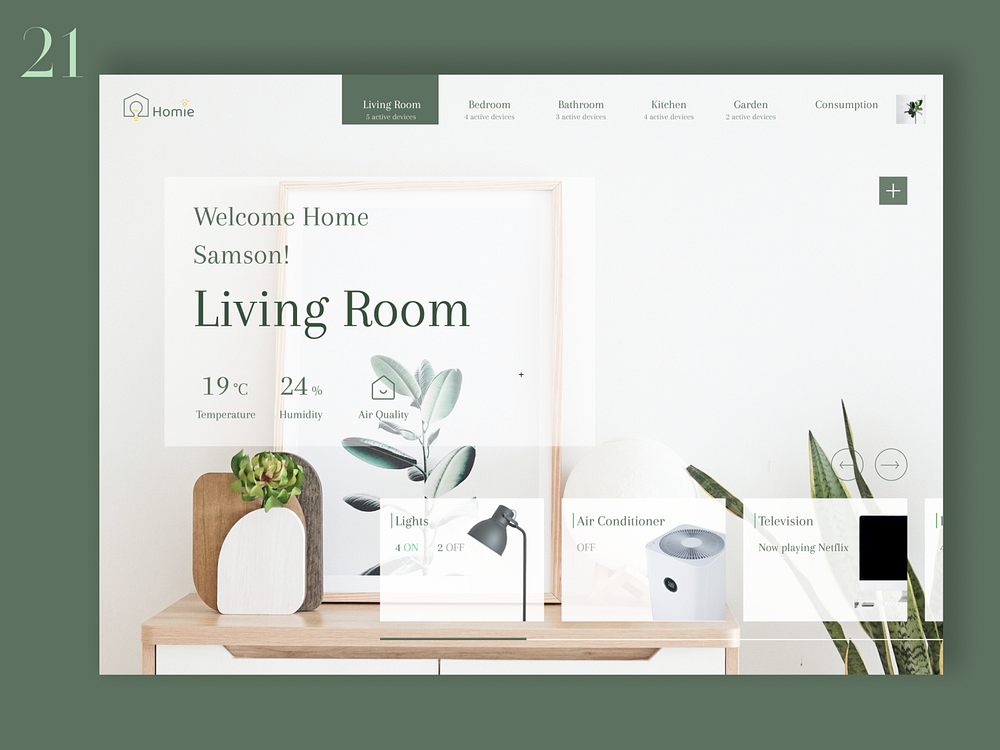 21
Homie
Living Room
5 active devices
Bedroom
4 active devices
Bathroom
3 active devices
Kitchen
4 active devices
Garden
2 active devices
Consumption
Welcome Home
Samson!
Living Room
19 °C
Temperature
24 %
Humidity
Air Quality
Lights
4 ON 2 OFF
Air Conditioner
OFF
Television
Now playing Netflix